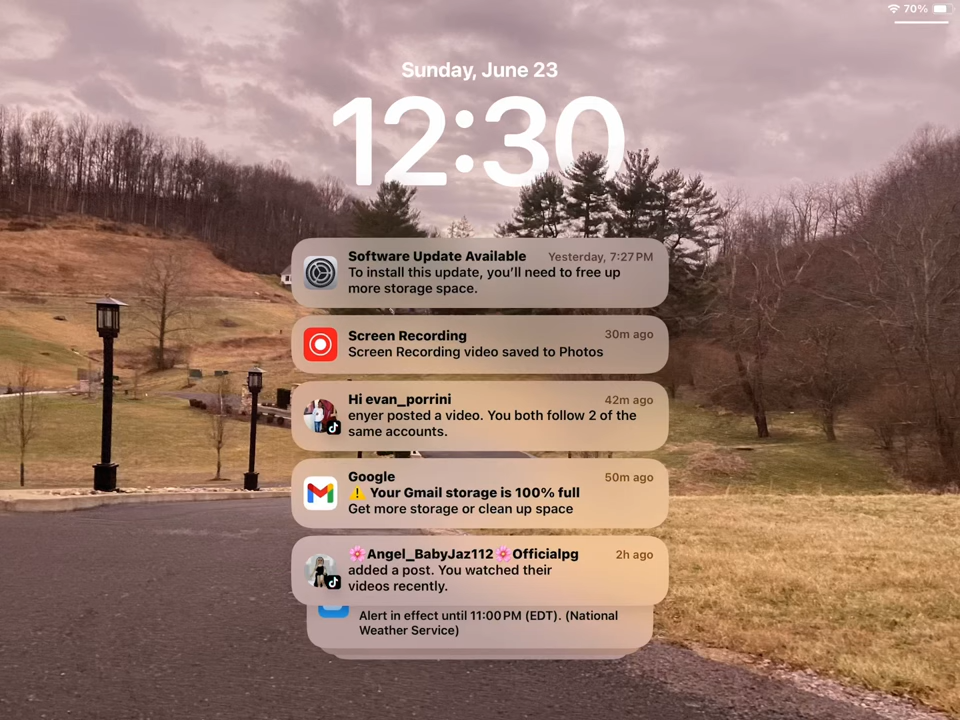 70%
Sunday, June 23
12:30
Software Update Available Yesterday, 7:27 PM
To install this update, you’ll need to free up
more storage space.
Screen Recording 30m ago
Screen Recording video saved to Photos
Hi evan_porrini 42m ago
enyer posted a video. You both follow 2 of the
same accounts.
Google 50m ago
⚠️ Your Gmail storage is 100% full
Get more storage or clean up space
🌸Angel_BabyJaz112🌸Officialpg 2h ago
added a post. You watched their
videos recently.
Alert in effect until 11:00 PM (EDT). (National
Weather Service)